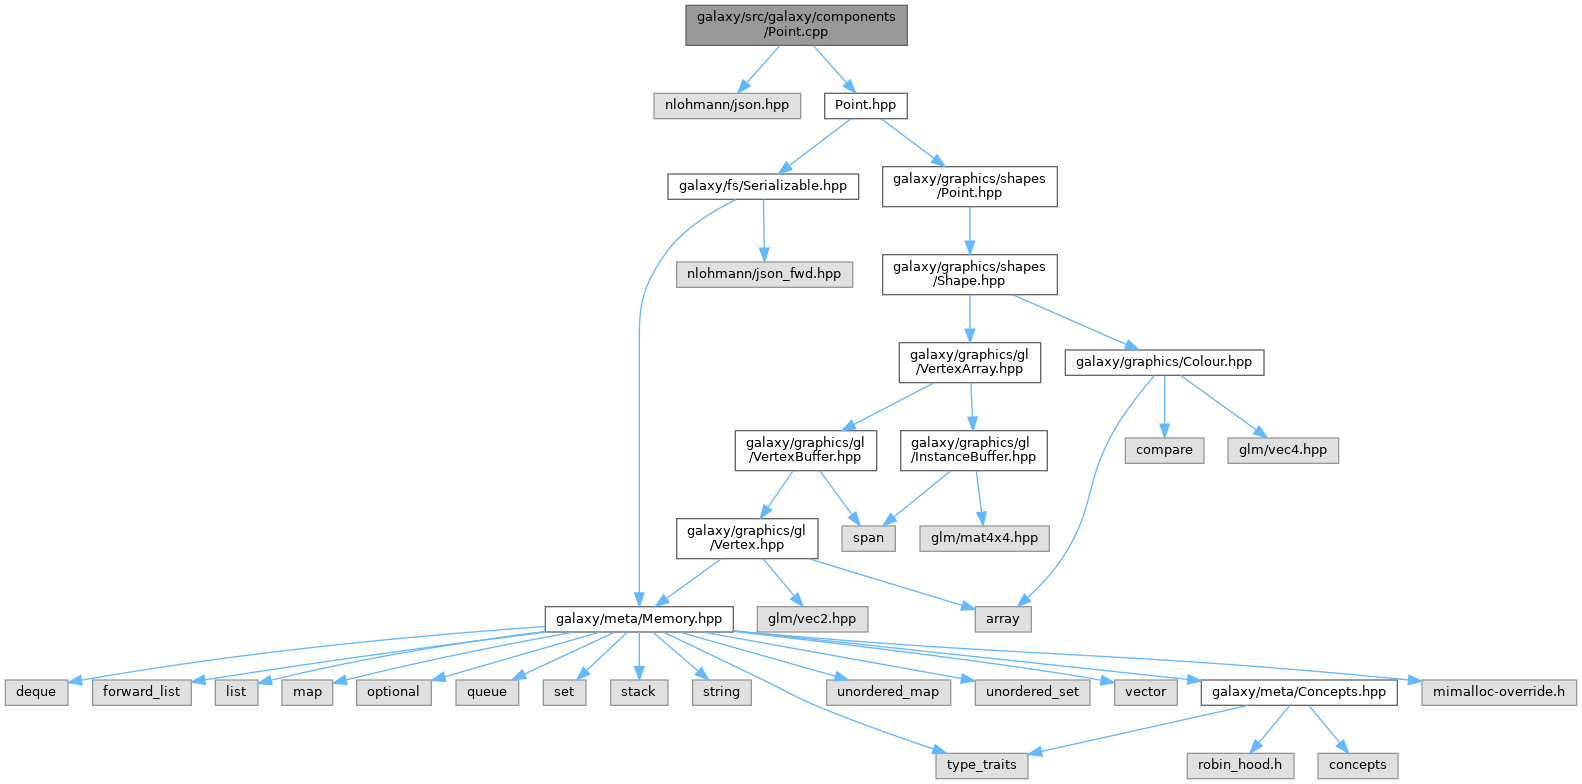 galaxy/src/galaxy/components
/Point.cpp
nlohmann/json.hpp
Point.hpp
galaxy/fs/Serializable.hpp
galaxy/graphics/shapes
/Point.hpp
nlohmann/json_fwd.hpp
galaxy/graphics/shapes
/Shape.hpp
galaxy/graphics/gl
/VertexArray.hpp
galaxy/graphics/Colour.hpp
galaxy/graphics/gl
/VertexBuffer.hpp
galaxy/graphics/gl
/InstanceBuffer.hpp
compare
glm/vec4.hpp
galaxy/graphics/gl
/Vertex.hpp
span
glm/mat4x4.hpp
galaxy/meta/Memory.hpp
glm/vec2.hpp
array
deque
forward_list
list
map
optional
queue
set
stack
string
unordered_map
unordered_set
vector
galaxy/meta/Concepts.hpp
mimalloc-override.h
type_traits
robin_hood.h
concepts